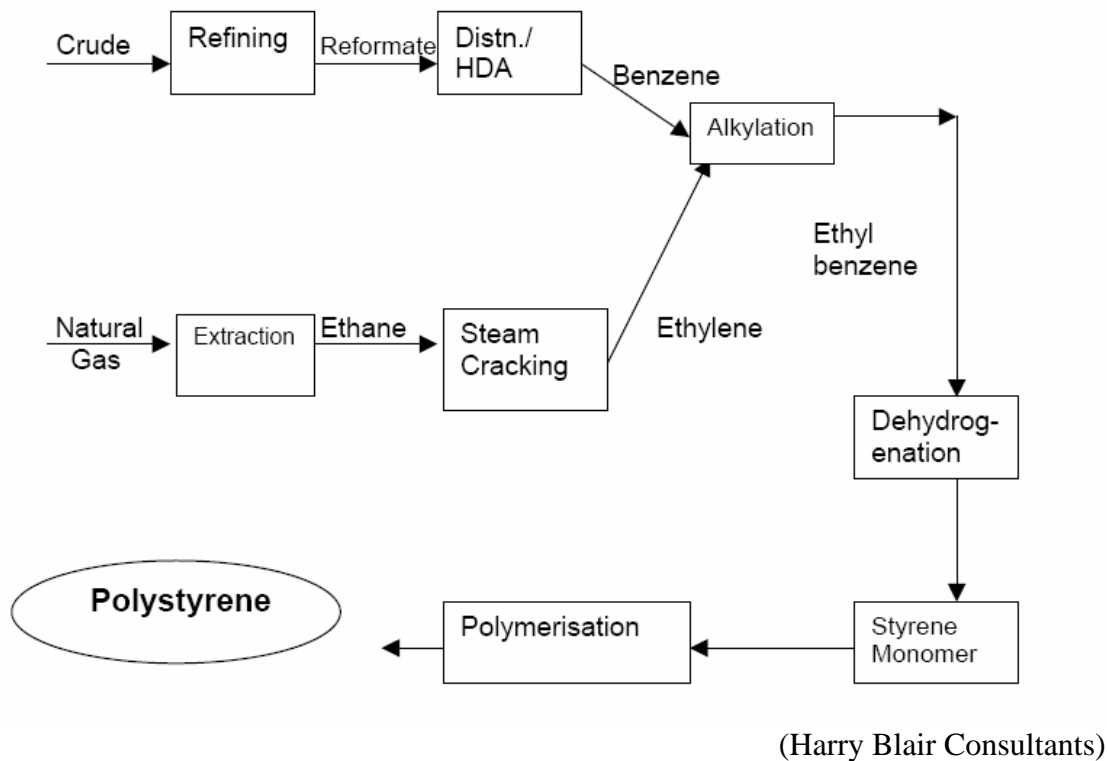 Crude
Refining
Reformate
Distn./
HDA
Benzene
Alkylation
Ethyl
benzene
Natural
Gas
Extraction
Ethane
Steam
Cracking
Ethylene
Dehydrog-
enation
Styrene
Monomer
Polymerisation
Polystyrene
(Harry Blair Consultants)